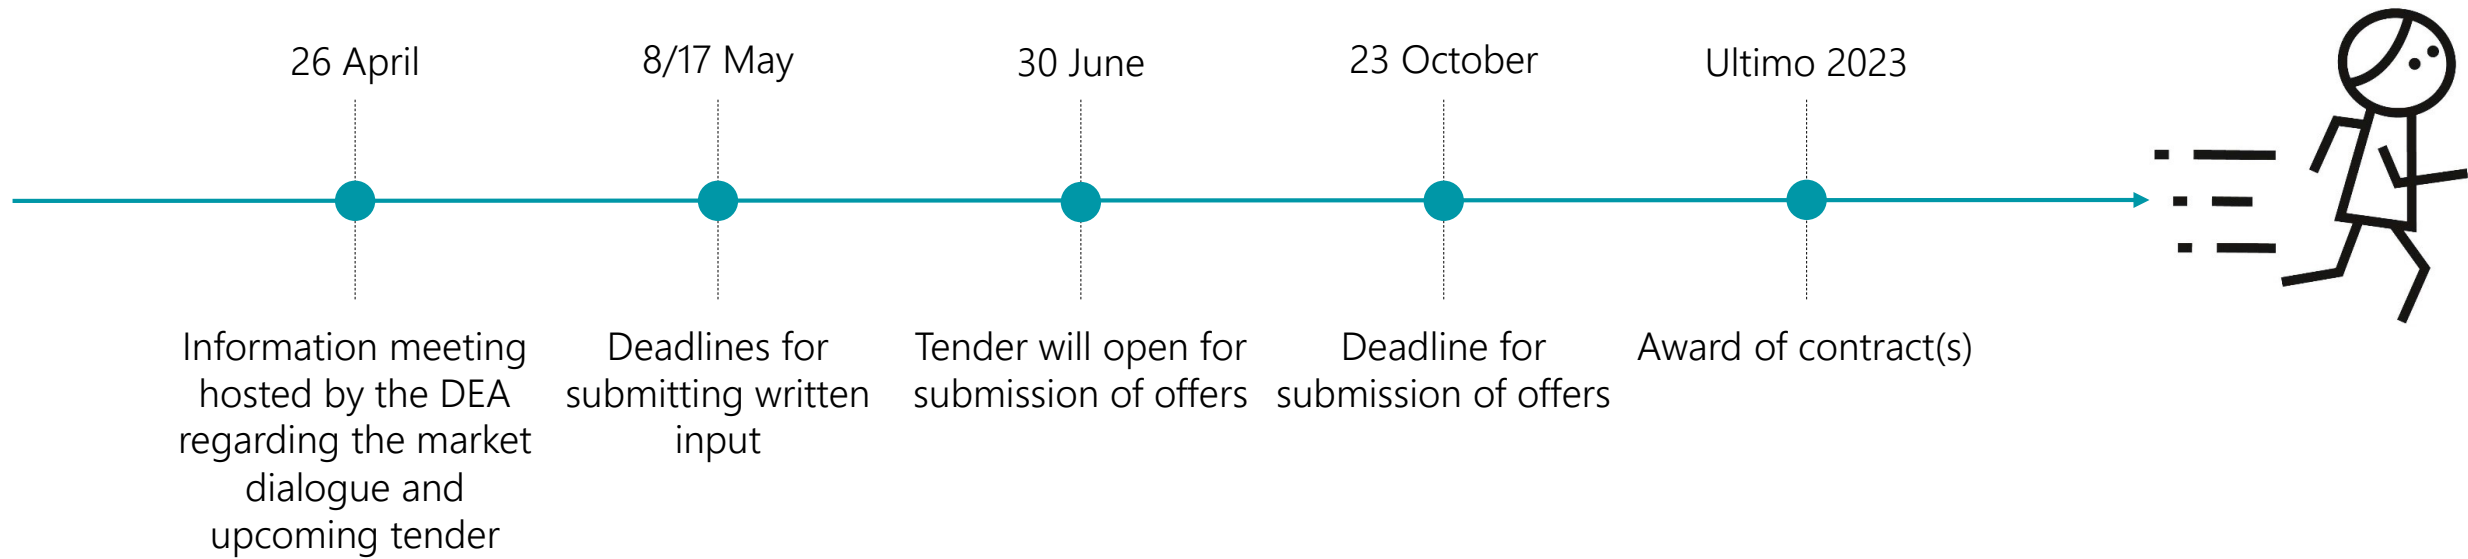 26 April
8/17 May
30 June
23 October
Ultimo 2023
Information meeting
hosted by the DEA
regarding the market
dialogue and
upcoming tender
Deadlines for
submitting written
input
Tender will open for
submission of offers
Deadline for
submission of offers
Award of contract(s)